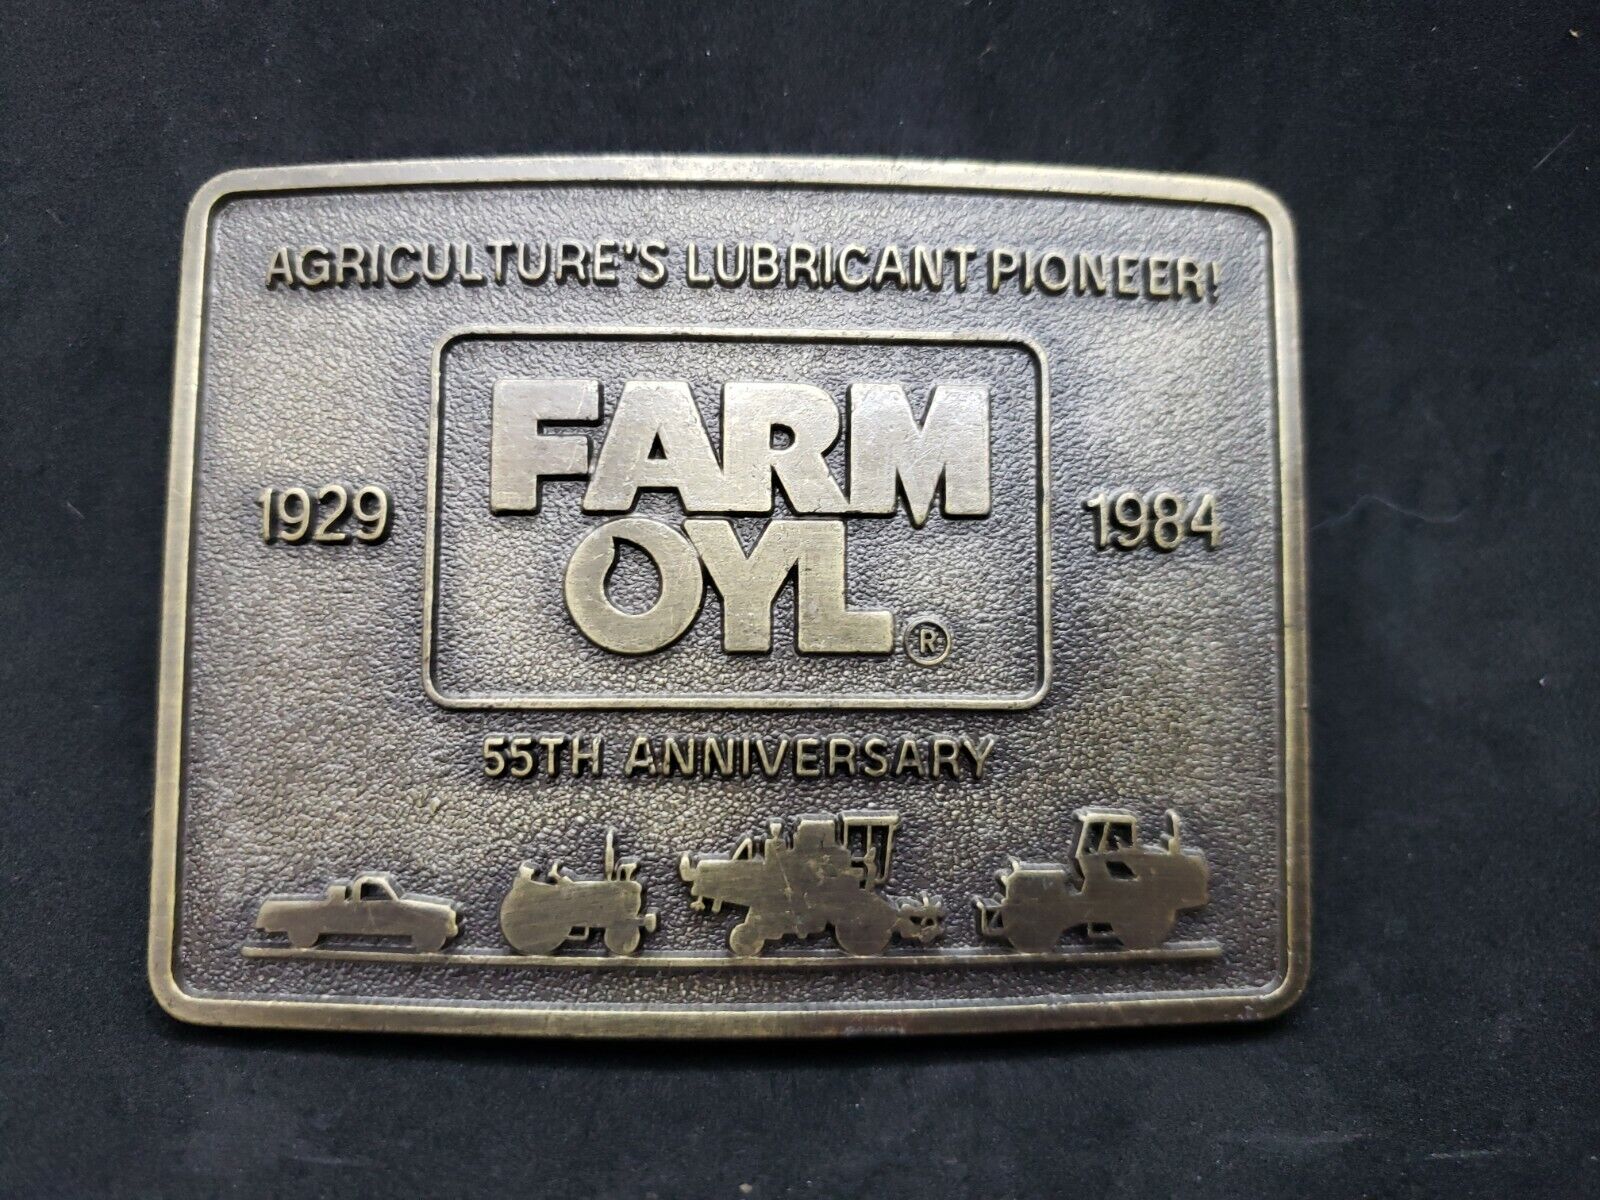 AGRICULTURE'S LUBRICANT PIONEER!
FARM
1929 1984
OYL ®
55TH ANNIVERSARY